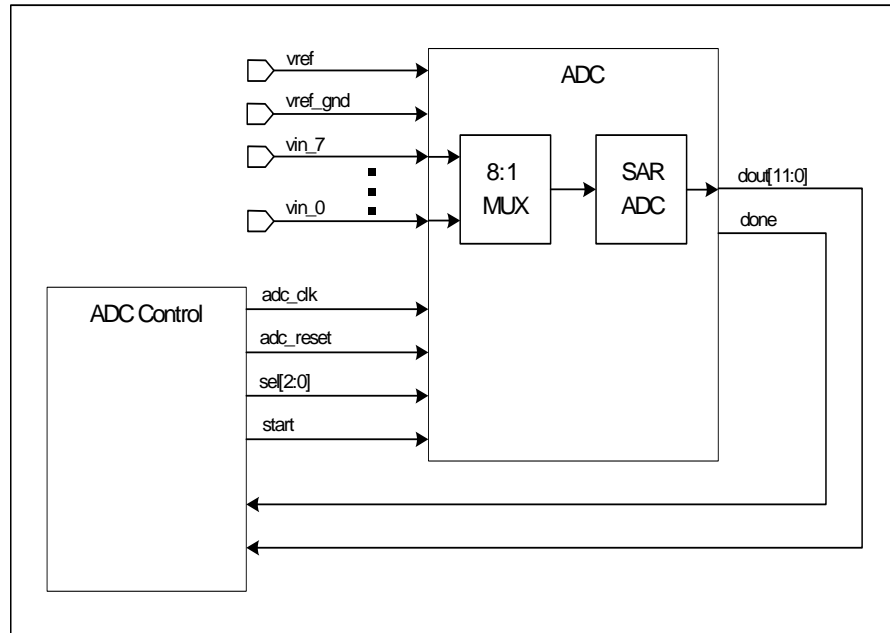 vref
ADC
vref_gnd
vin_7
8:1
MUX
SAR
ADC
dout[11:0]
vin_0
done
ADC Control
adc_clk
adc_reset
sel[2:0]
start